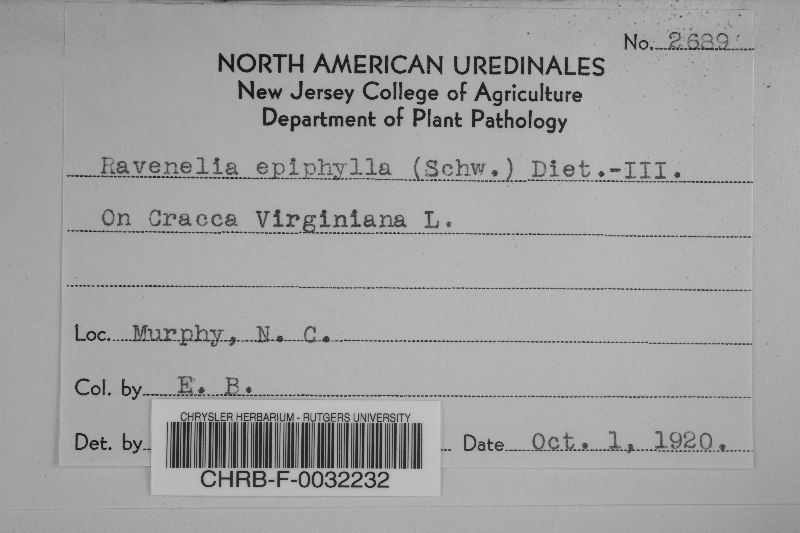 No. 2689
NORTH AMERICAN UREDINALES
New Jersey College of Agriculture
Department of Plant Pathology
Ravenelia epiphylla (Schw.) Diet.-III.
On Cracca Virginiana L.
Loc. Murphy, N. C.
Col. by E. B.
CHRYSLER HERBARIUM - RUTGERS UNIVERSITY
Det. by Date Oct. 1, 1920.
CHRB-F-0032232